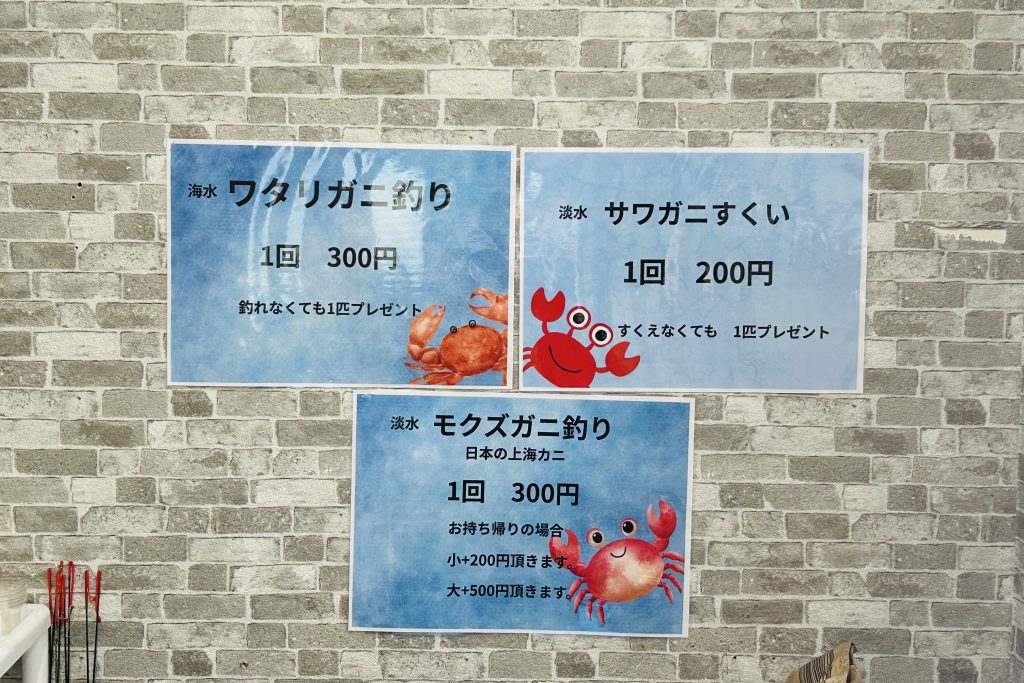 海水 ワタリガニ釣り
1回 300円
釣れなくても1匹プレゼント
淡水 サワガニすくい
1回 200円
すくえなくても 1匹プレゼント
淡水 モクズガニ釣り
日本の上海カニ
1回 300円
お持ち帰りの場合
小+200円頂きます。
大+500円頂きます。